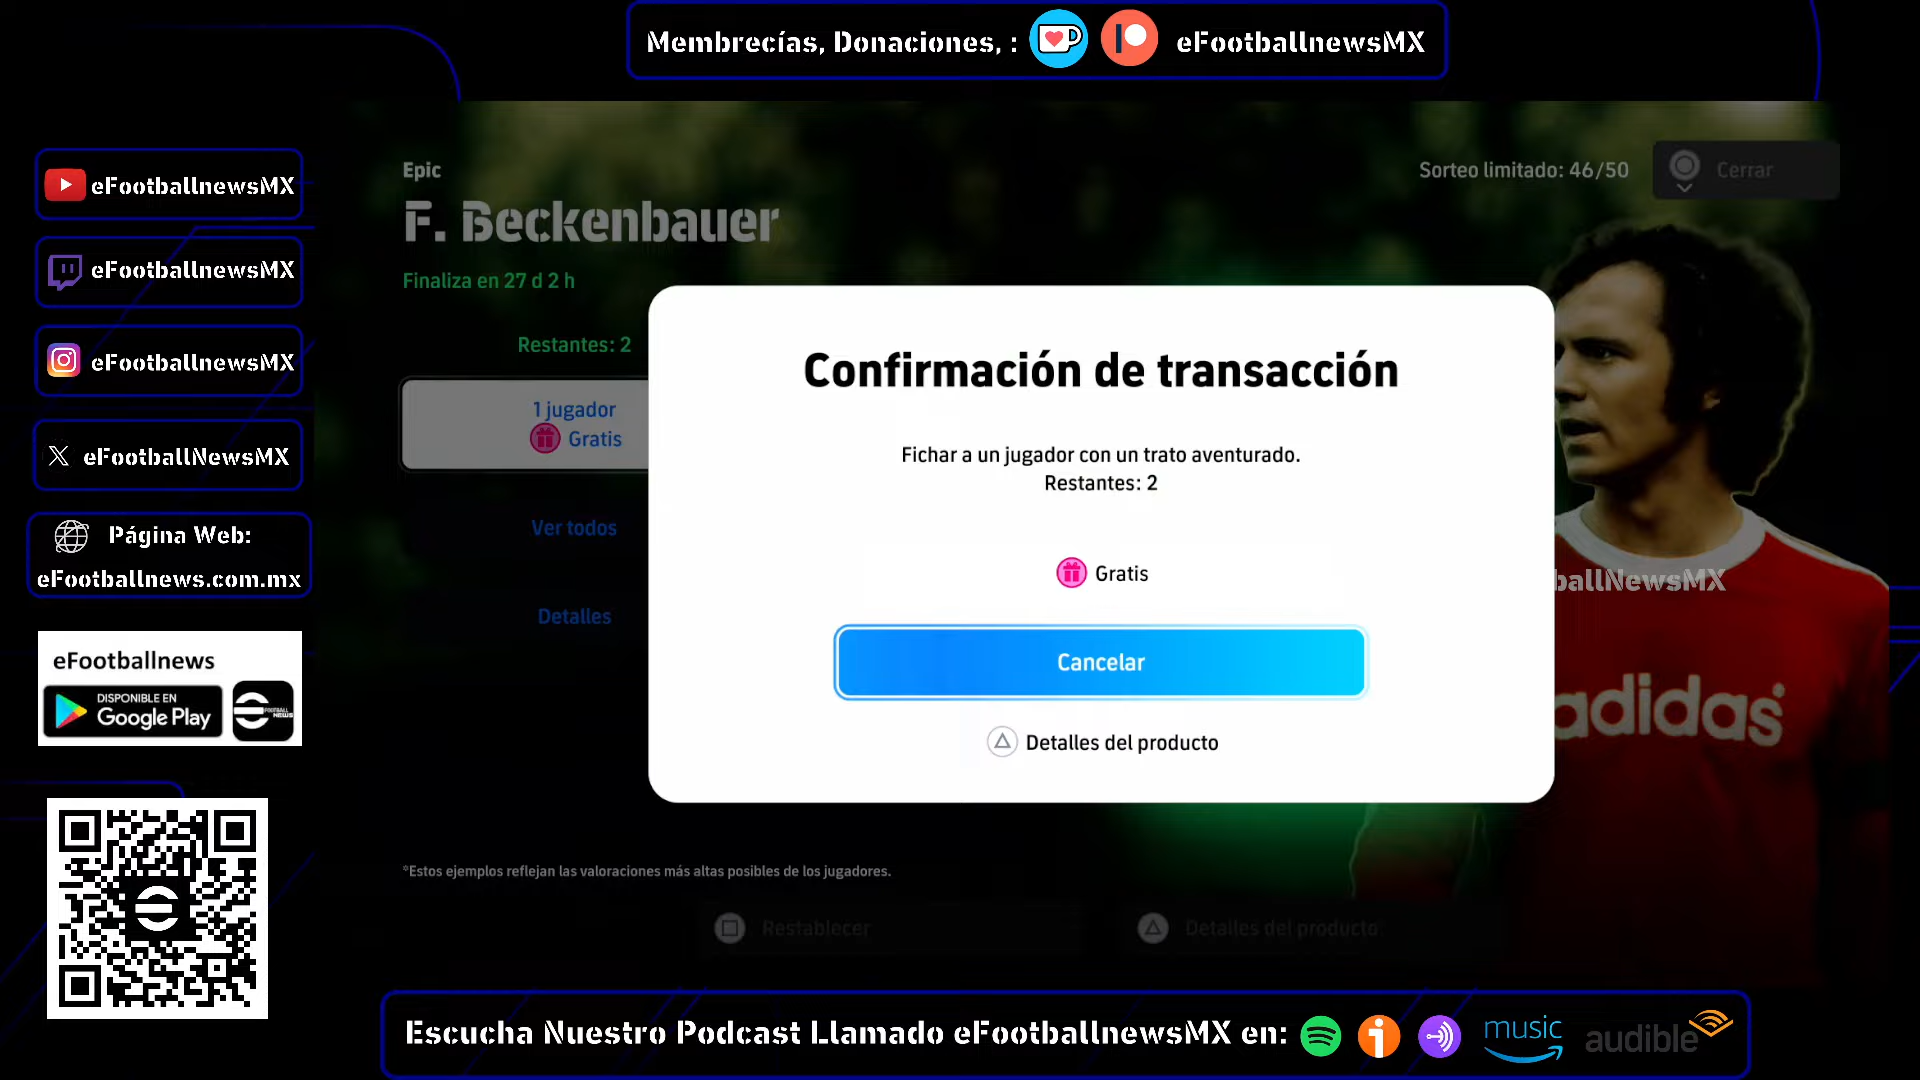 Membrecías, Donaciones, : eFootballnewsMX
eFootballnewsMX
eFootballnewsMX
eFootballnewsMX
eFootballNewsMX
Página Web:
eFootballnews.com.mx
eFootballnews
DISPONIBLE EN
Google Play
FOOTBALL
NEWS
Epic
F. Beckenbauer
Finaliza en 27 d 2 h
Sorteo limitado: 46/50
Cerrar
Restantes: 2
1 jugador
Gratis
Ver todos
Detalles
Confirmación de transacción
Fichar a un jugador con un trato aventurado.
Restantes: 2
Gratis
Cancelar
Detalles del producto
ballNewsMX
adidas
*Estos ejemplos reflejan las valoraciones más altas posibles de los jugadores.
Restablecer
Detalles del producto
Escucha Nuestro Podcast Llamado eFootballnewsMX en:
music
audible